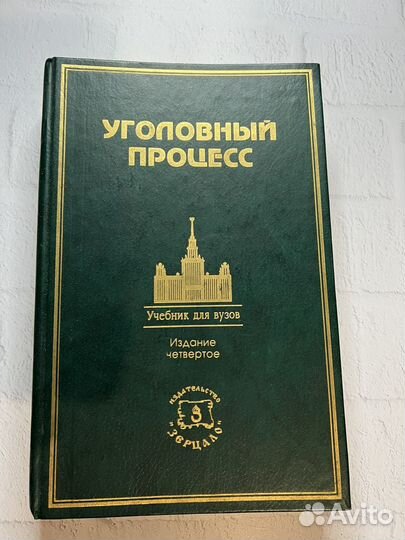 УГОЛОВНЫЙ
ПРОЦЕСС
Учебник для вузов
Издание
четвертое
ИЗДАТЕЛЬСТВО
"ЗЕРЦАЛО"
Avito